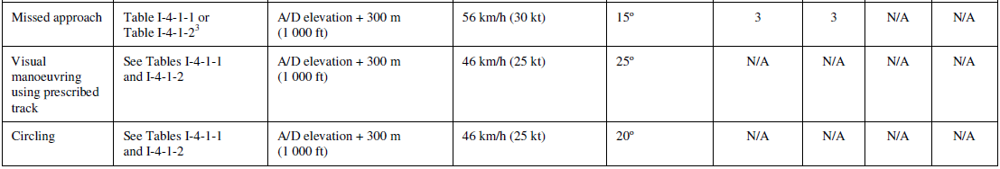 Missed approach
Table I-4-1-1 or
Table I-4-1-2³
A/D elevation + 300 m
(1 000 ft)
56 km/h (30 kt)
15º
3
3
N/A
N/A
Visual
manoeuvring
using prescribed
track
See Tables I-4-1-1
and I-4-1-2
A/D elevation + 300 m
(1 000 ft)
46 km/h (25 kt)
25º
N/A
N/A
N/A
N/A
Circling
See Tables I-4-1-1
and I-4-1-2
A/D elevation + 300 m
(1 000 ft)
46 km/h (25 kt)
20º
N/A
N/A
N/A
N/A